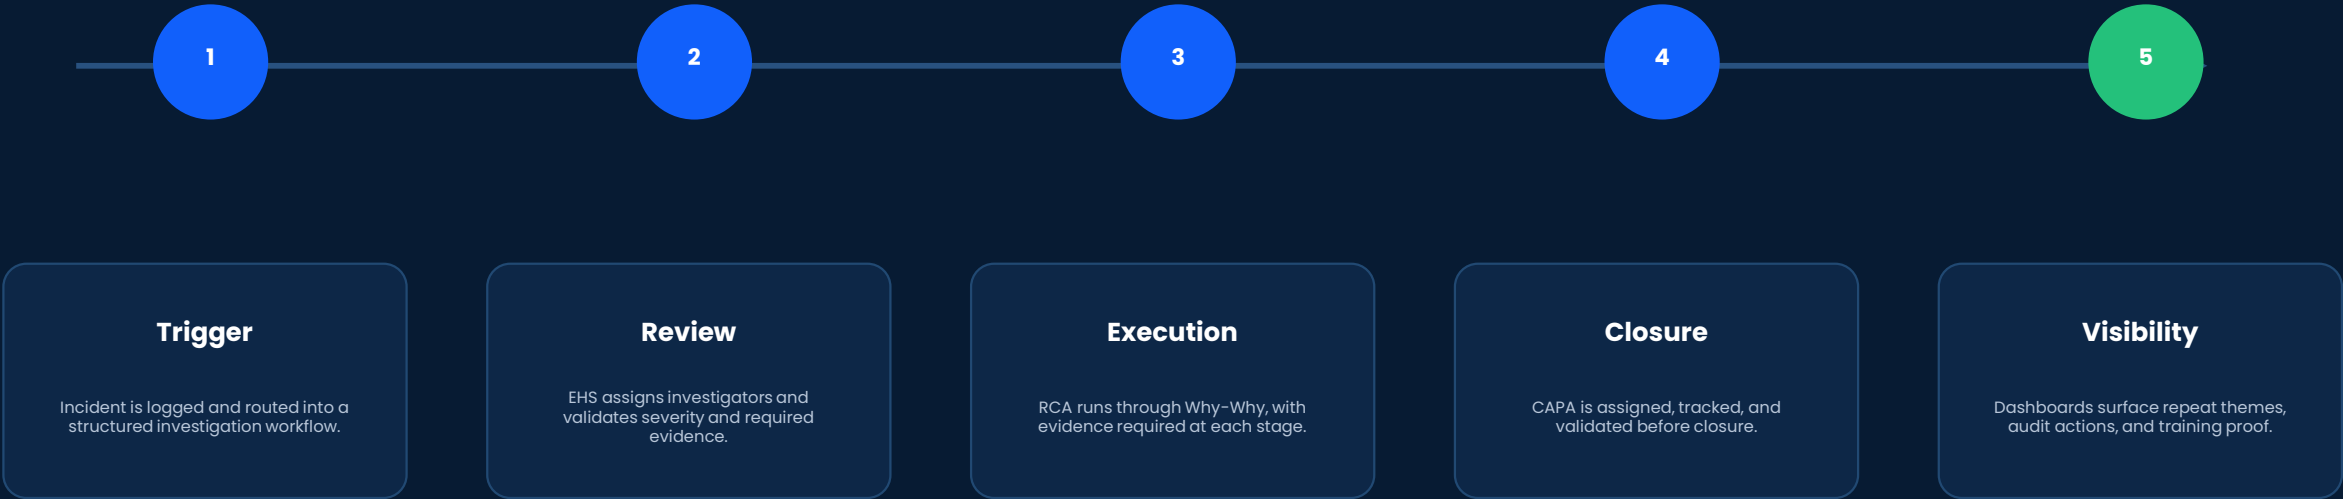 1
2
3
4
5
Trigger
Incident is logged and routed into a
structured investigation workflow.
Review
EHS assigns investigators and
validates severity and required
evidence.
Execution
RCA runs through Why-Why, with
evidence required at each stage.
Closure
CAPA is assigned, tracked, and
validated before closure.
Visibility
Dashboards surface repeat themes,
audit actions, and training proof.